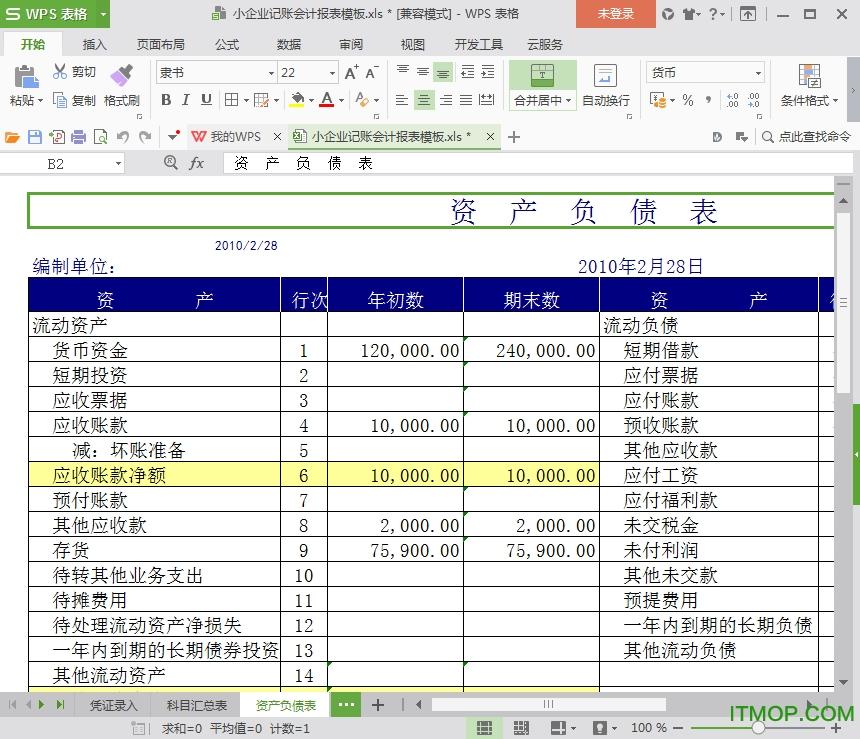 S WPS 表格 小企业记账会计报表模板.xls * [兼容模式] - WPS 表格 未登录 ?
开始 插入 页面布局 公式 数据 审阅 视图 开发工具 云服务
剪切 隶书 22 A+ A- 货币
粘贴 复制 格式刷 B I U A 合并居中 自动换行 % 条件格式
我的WPS × 小企业记账会计报表模板.xls * × + 点此查找命令
B2 fx 资 产 负 债 表
资 产 负 债 表
2010/2/28
编制单位: 2010年2月28日
资 产 行次 年初数 期末数 资 产
流动资产 流动负债
货币资金 1 120,000.00 240,000.00 短期借款
短期投资 2 应付票据
应收票据 3 应付账款
应收账款 4 10,000.00 10,000.00 预收账款
减: 坏账准备 5 其他应收款
应收账款净额 6 10,000.00 10,000.00 应付工资
预付账款 7 应付福利款
其他应收款 8 2,000.00 2,000.00 未交税金
存货 9 75,900.00 75,900.00 未付利润
待转其他业务支出 10 其他未交款
待摊费用 11 预提费用
待处理流动资产净损失 12 一年内到期的长期负债
一年内到期的长期债券投资 13 其他流动负债
其他流动资产 14
凭证录入 科目汇总表 资产负债表 ··· +
ITMOP.COM
求和=0 平均值=0 计数=1 100 %